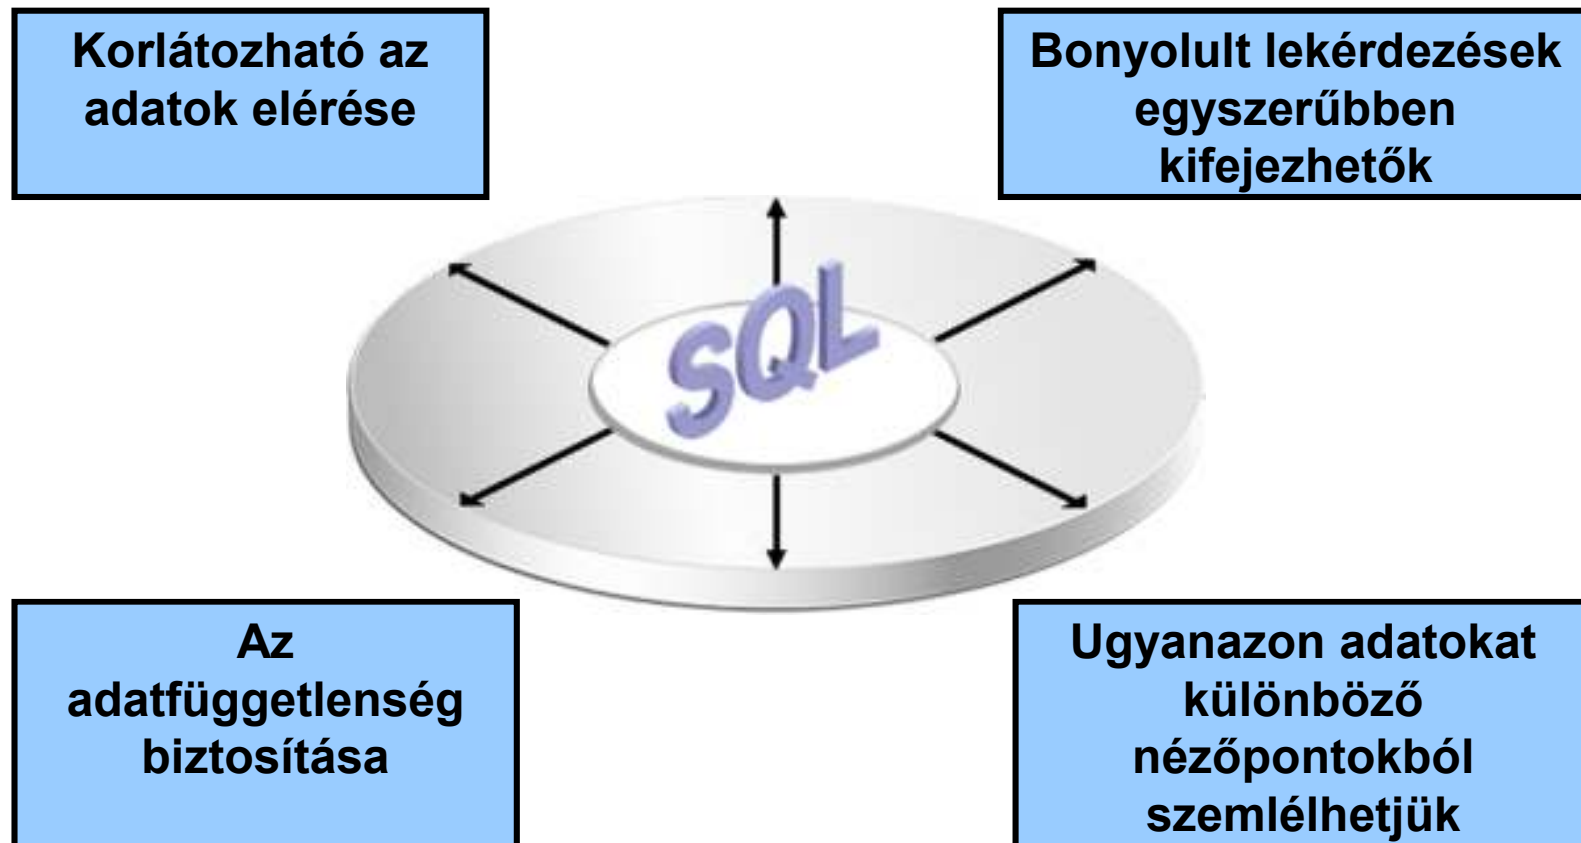 Korlátozható az
adatok elérése
Bonyolult lekérdezések
egyszerűbben
kifejezhetők
SQL
Az
adatfüggetlenség
biztosítása
Ugyanazon adatokat
különböző
nézőpontokból
szemlélhetjük